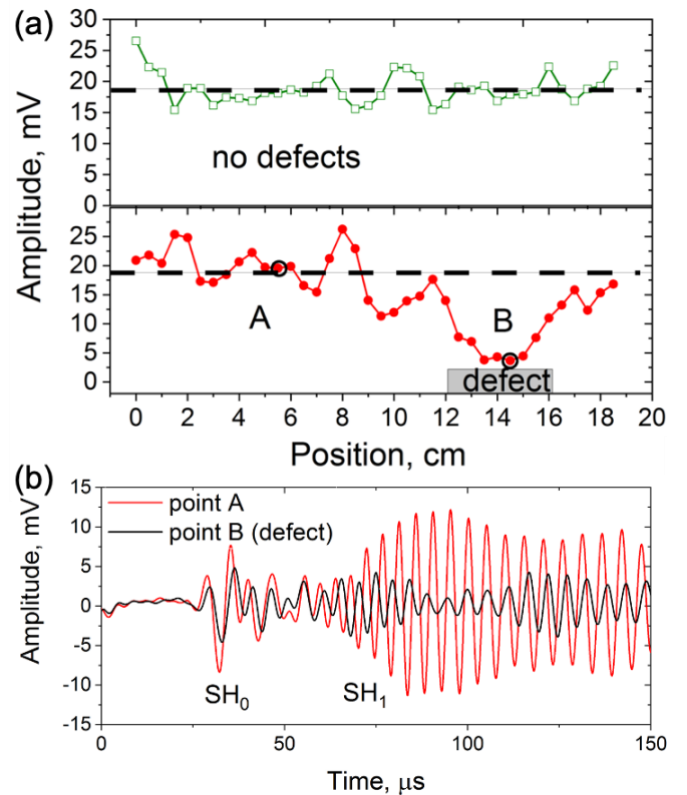 (a)
30
25
20
15
10
5
0
no defects
25
20
15
10
5
0
A
B
defect
Amplitude, mV
0 2 4 6 8 10 12 14 16 18 20
Position, cm
(b)
15
10
5
0
-5
-10
-15
Amplitude, mV
point A
point B (defect)
SH₀
SH₁
0 50 100 150
Time, μs